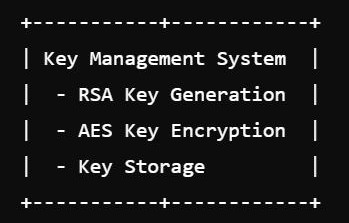 +-----------+------------+
| Key Management System  |
|  - RSA Key Generation  |
|  - AES Key Encryption  |
|  - Key Storage         |
+-----------+------------+